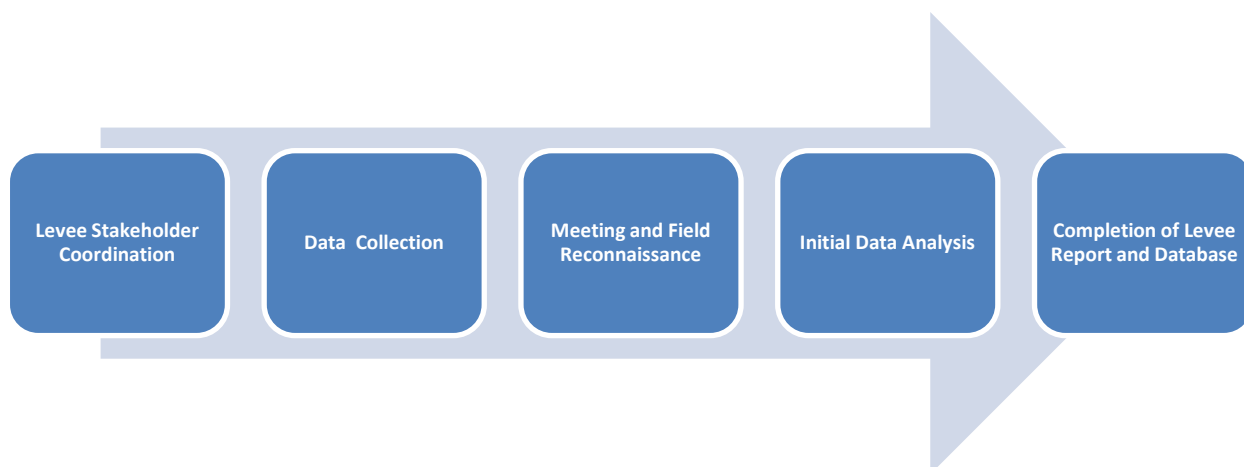 Levee Stakeholder
Coordination
Data Collection
Meeting and Field
Reconnaissance
Initial Data Analysis
Completion of Levee
Report and Database